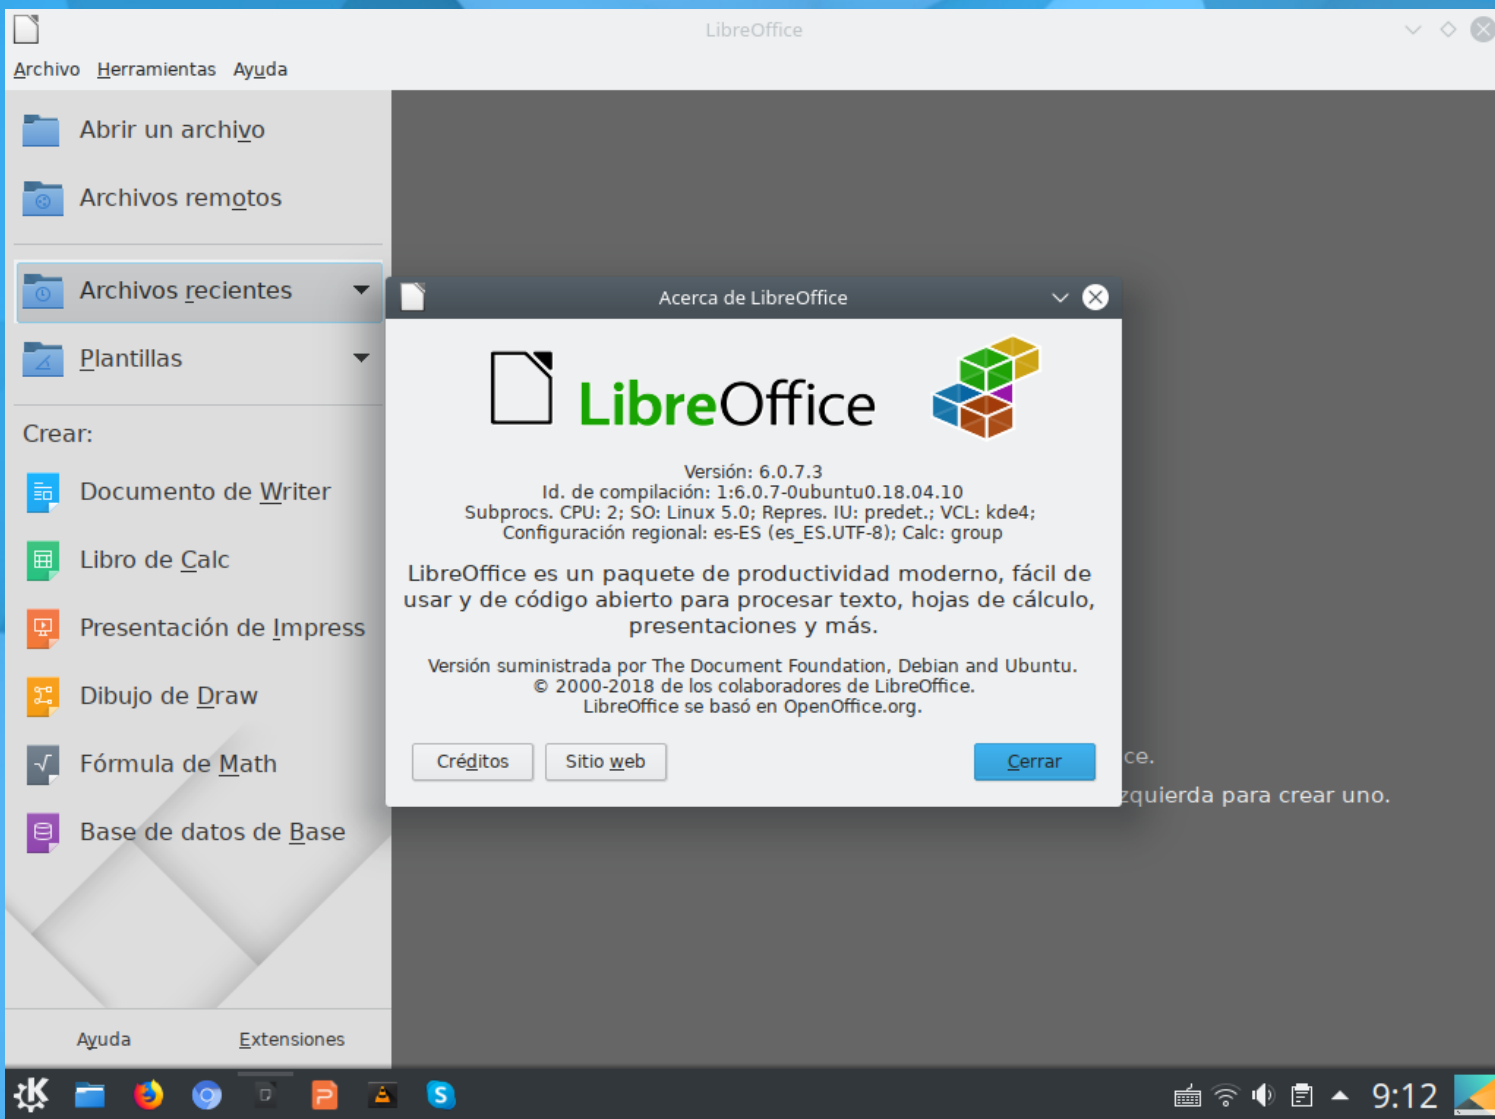 LibreOffice
Archivo Herramientas Ayuda
Abrir un archivo
Archivos remotos
Archivos recientes
Plantillas
Crear:
Documento de Writer
Libro de Calc
Presentación de Impress
Dibujo de Draw
Fórmula de Math
Base de datos de Base
Ayuda Extensiones
Acerca de LibreOffice
LibreOffice
Versión: 6.0.7.3
Id. de compilación: 1:6.0.7-0ubuntu0.18.04.10
Subprocs. CPU: 2; SO: Linux 5.0; Repres. IU: predet.; VCL: kde4;
Configuración regional: es-ES (es_ES.UTF-8); Calc: group
LibreOffice es un paquete de productividad moderno, fácil de
usar y de código abierto para procesar texto, hojas de cálculo,
presentaciones y más.
Versión suministrada por The Document Foundation, Debian and Ubuntu.
© 2000-2018 de los colaboradores de LibreOffice.
LibreOffice se basó en OpenOffice.org.
Créditos Sitio web Cerrar
ce.
zquierda para crear uno.
9:12